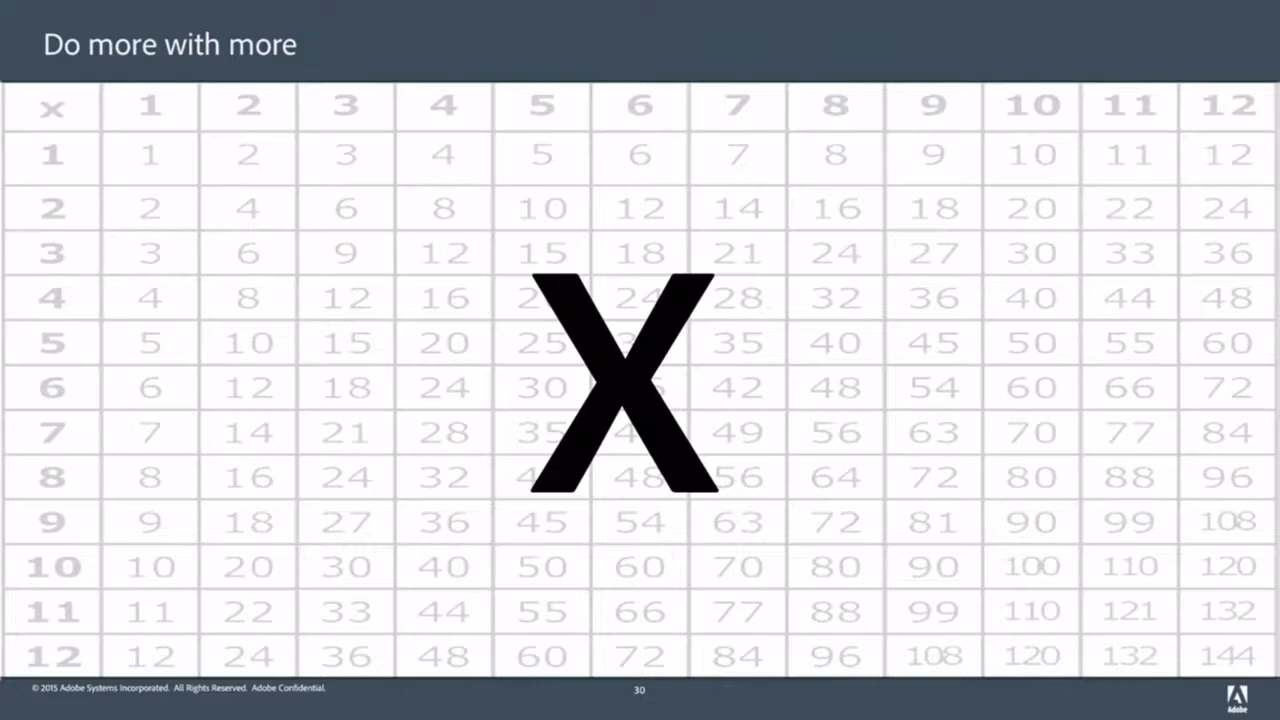 Do more with more
x 1 2 3 4 5 6 7 8 9 10 11 12
1 1 2 3 4 5 6 7 8 9 10 11 12
2 2 4 6 8 10 12 14 16 18 20 22 24
3 3 6 9 12 15 18 21 24 27 30 33 36
4 4 8 12 16 24 28 32 36 40 44 48
5 5 10 15 20 25 35 40 45 50 55 60
6 6 12 18 24 30 42 48 54 60 66 72
7 7 14 21 28 35 49 56 63 70 77 84
8 8 16 24 32 48 56 64 72 80 88 96
9 9 18 27 36 45 54 63 72 81 90 99 108
10 10 20 30 40 50 60 70 80 90 100 110 120
11 11 22 33 44 55 66 77 88 99 110 121 132
12 12 24 36 48 60 72 84 96 108 120 132 144
X
© 2015 Adobe Systems Incorporated. All Rights Reserved. Adobe Confidential.
30
Adobe